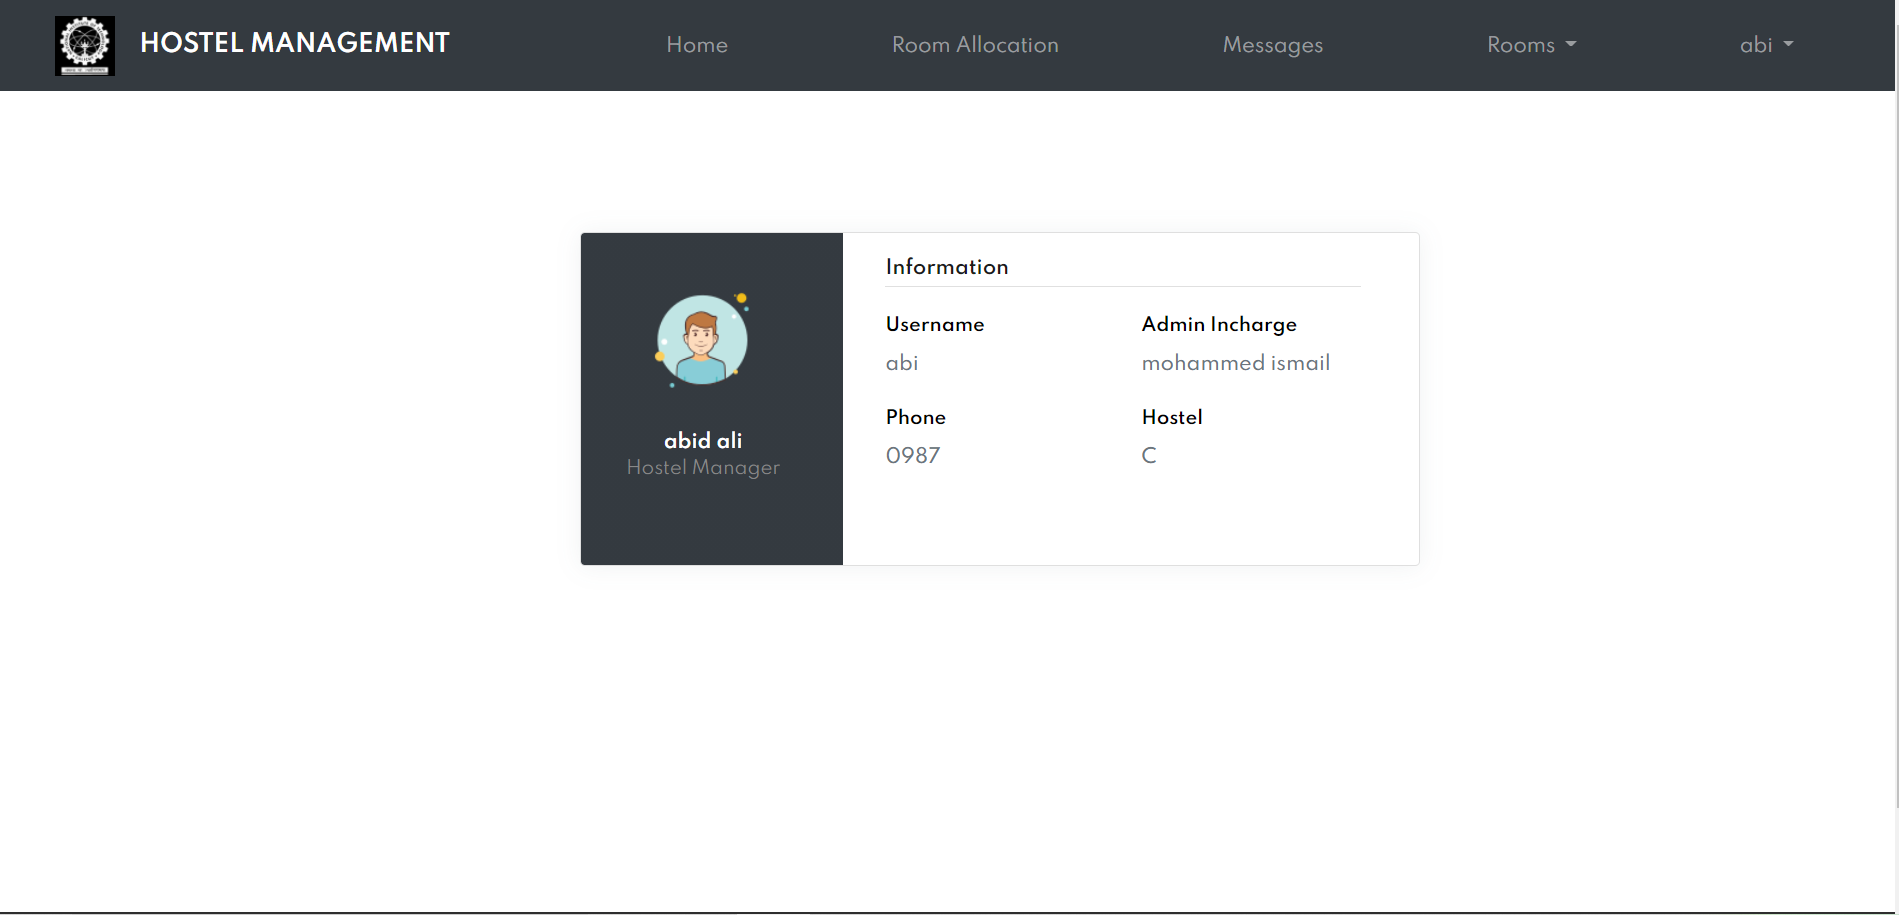 HOSTEL MANAGEMENT
Home
Room Allocation
Messages
Rooms
abi
abid ali
Hostel Manager
Information
Username
Admin Incharge
abi
mohammed ismail
Phone
Hostel
0987
C